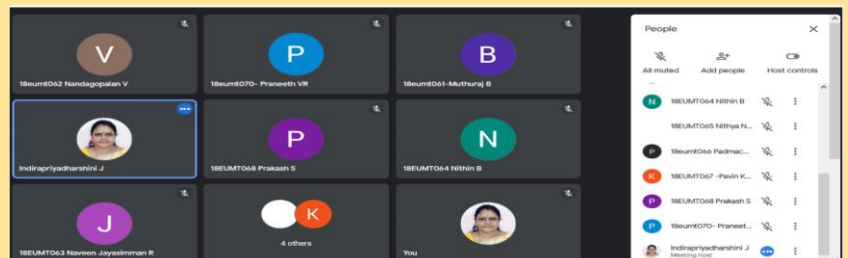 V
18eumt062 Nandagopalan V
P
18eumt070- Praneeth VR
B
18eumt061-Muthuraj B
Indirapriyadharshini J
P
18EUMT068 Prakash S
N
18EUMT064 Nithin B
J
18EUMT063 Naveen Jayasimman R
K
4 others
You
People
All muted
Add people
Host controls
N 18EUMT064 Nithin B
18EUMT065 Nithya N...
P 18eumt066 Padmac...
K 18EUMT067 -Pavin K...
P 18EUMT068 Prakash S
P 18eumt070- Praneet...
Indirapriyadharshini J
Meeting host